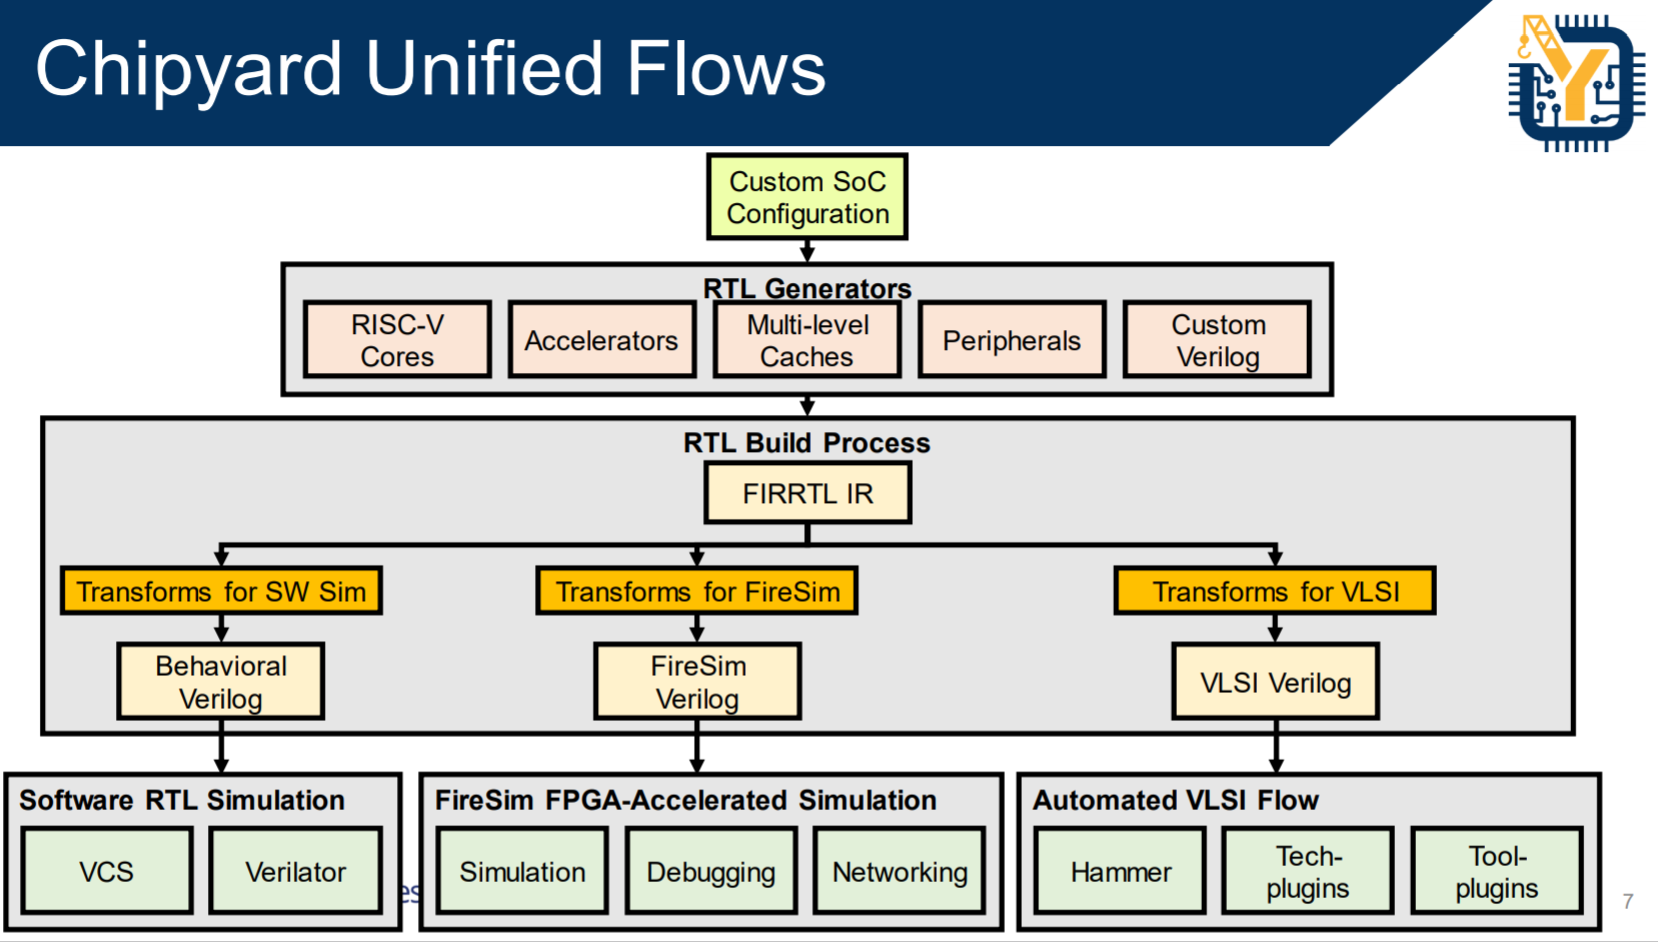 Chipyard Unified Flows
Custom SoC
Configuration
RTL Generators
RISC-V
Cores
Accelerators
Multi-level
Caches
Peripherals
Custom
Verilog
RTL Build Process
FIRRTL IR
Transforms for SW Sim
Transforms for FireSim
Transforms for VLSI
Behavioral
Verilog
FireSim
Verilog
VLSI Verilog
Software RTL Simulation
VCS
Verilator
FireSim FPGA-Accelerated Simulation
Simulation
Debugging
Networking
Automated VLSI Flow
Hammer
Tech-
plugins
Tool-
plugins
7